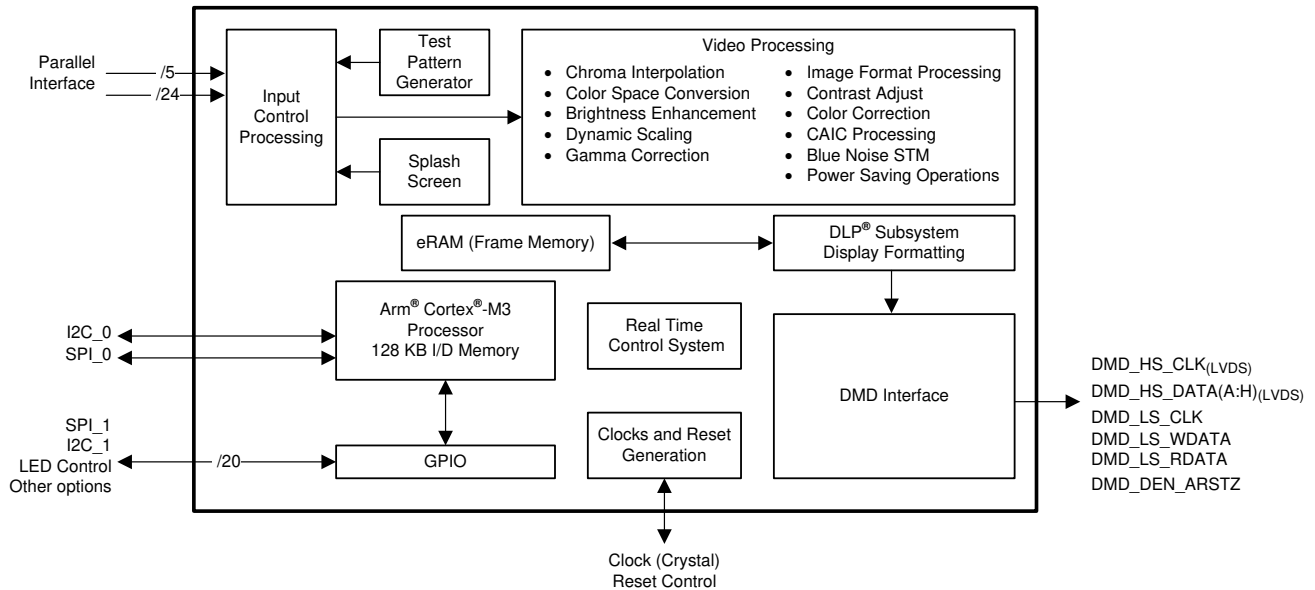 Parallel
Interface
/5
/24
Input
Control
Processing
Test
Pattern
Generator
Splash
Screen
Video Processing
• Chroma Interpolation
• Color Space Conversion
• Brightness Enhancement
• Dynamic Scaling
• Gamma Correction
• Image Format Processing
• Contrast Adjust
• Color Correction
• CAIC Processing
• Blue Noise STM
• Power Saving Operations
eRAM (Frame Memory)
DLP® Subsystem
Display Formatting
I2C_0
SPI_0
Arm® Cortex®-M3
Processor
128 KB I/D Memory
Real Time
Control System
DMD Interface
DMD_HS_CLK(LVDS)
DMD_HS_DATA(A:H)(LVDS)
DMD_LS_CLK
DMD_LS_WDATA
DMD_LS_RDATA
DMD_DEN_ARSTZ
SPI_1
I2C_1
LED Control
Other options
/20
GPIO
Clocks and Reset
Generation
Clock (Crystal)
Reset Control